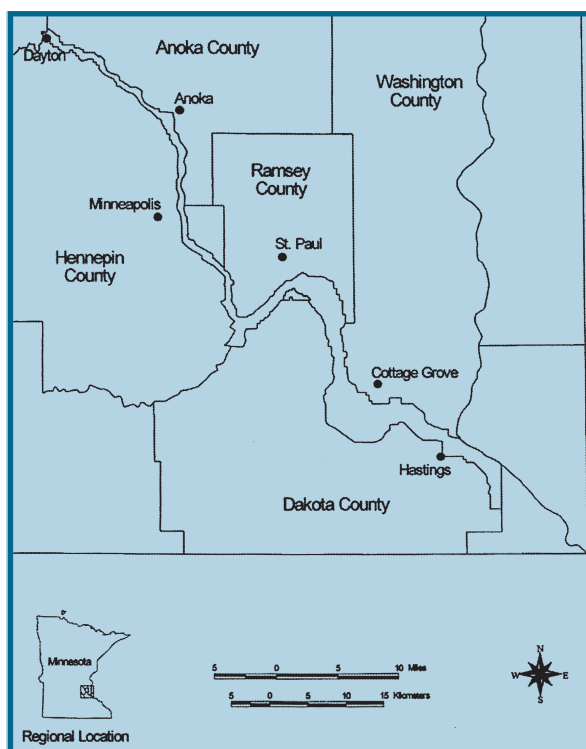 Dayton
Anoka County
Washington
County
Anoka
Ramsey
County
Minneapolis
St. Paul
Hennepin
County
Cottage Grove
Hastings
Dakota County
Minnesota
Regional Location
5 0 5 10 Miles
5 0 5 10 15 Kilometers
N
W E
S